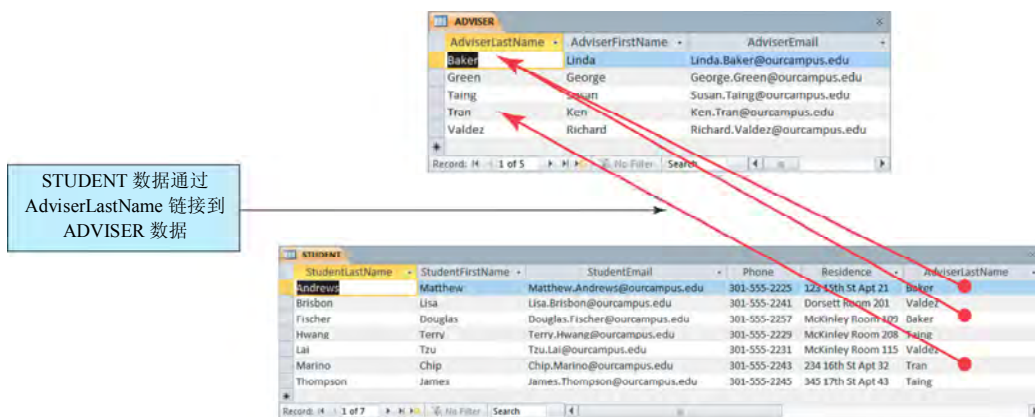 ADVISER
AdviserLastName AdviserFirstName AdviserEmail
Baker Linda Linda.Baker@ourcampus.edu
Green George George.Green@ourcampus.edu
Taing Susan Susan.Taing@ourcampus.edu
Tran Ken Ken.Tran@ourcampus.edu
Valdez Richard Richard.Valdez@ourcampus.edu
Record: 1 of 5 No Filter Search
STUDENT 数据通过
AdviserLastName 链接到
ADVISER 数据
STUDENT
StudentLastName StudentFirstName StudentEmail Phone Residence AdviserLastName
Andrews Matthew Matthew.Andrews@ourcampus.edu 301-555-2225 123 15th St Apt 21 Baker
Brisbon Lisa Lisa.Brisbon@ourcampus.edu 301-555-2241 Dorsett Room 201 Valdez
Fischer Douglas Douglas.Fischer@ourcampus.edu 301-555-2257 McKinley Room 109 Baker
Hwang Terry Terry.Hwang@ourcampus.edu 301-555-2229 McKinley Room 208 Taing
Lai Tzu Tzu.Lai@ourcampus.edu 301-555-2231 McKinley Room 115 Valdez
Marino Chip Chip.Marino@ourcampus.edu 301-555-2243 234 16th St Apt 32 Tran
Thompson James James.Thompson@ourcampus.edu 301-555-2245 345 17th St Apt 43 Taing
Record: 1 of 7 No Filter Search